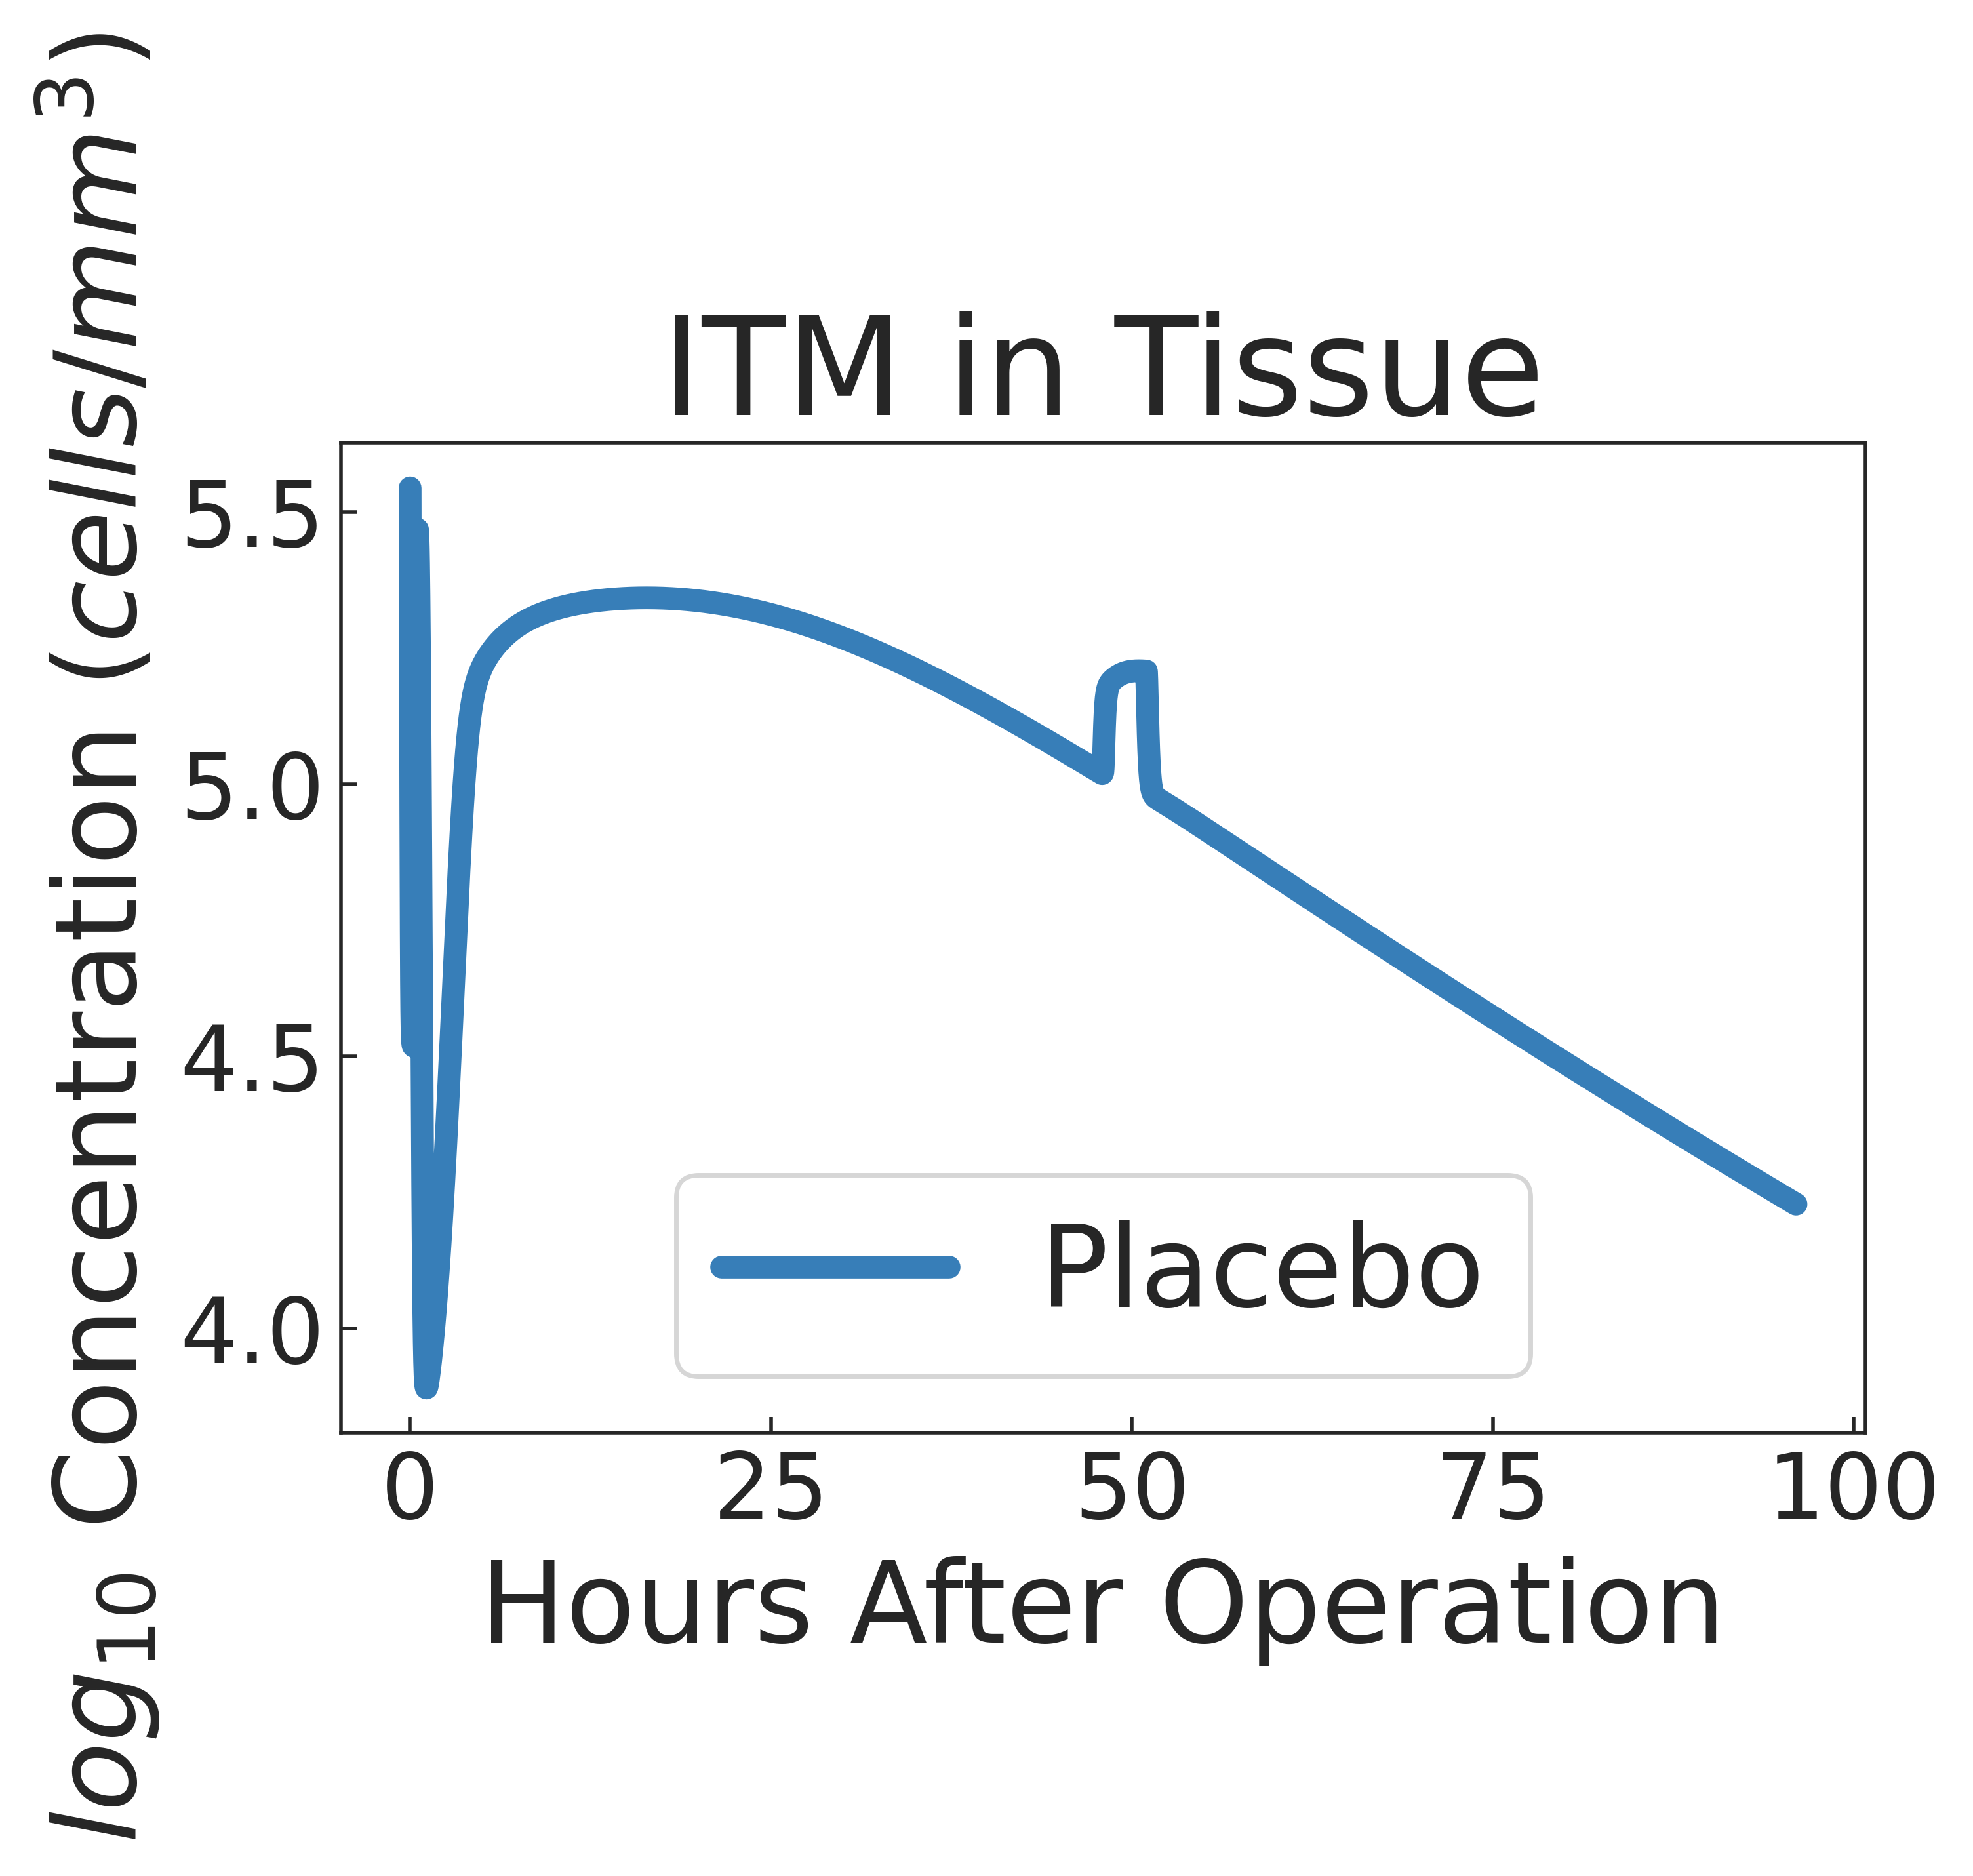 ITM in Tissue
log10 Concentration (cells/mm3)
5.5
5.0
4.5
4.0
Placebo
0 25 50 75 100
Hours After Operation